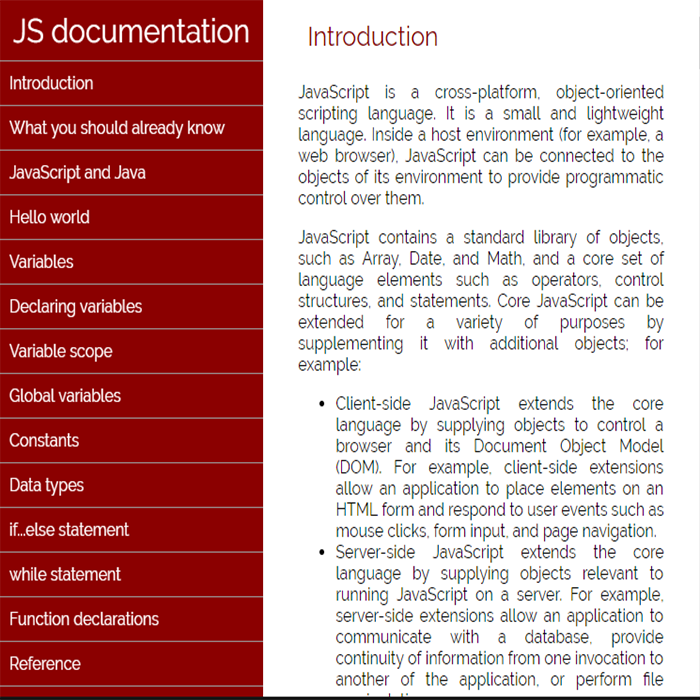 JS documentation
Introduction
What you should already know
JavaScript and Java
Hello world
Variables
Declaring variables
Variable scope
Global variables
Constants
Data types
if...else statement
while statement
Function declarations
Reference
Introduction
JavaScript is a cross-platform, object-oriented
scripting language. It is a small and lightweight
language. Inside a host environment (for example, a
web browser), JavaScript can be connected to the
objects of its environment to provide programmatic
control over them.
JavaScript contains a standard library of objects,
such as Array, Date, and Math, and a core set of
language elements such as operators, control
structures, and statements. Core JavaScript can be
extended for a variety of purposes by
supplementing it with additional objects; for
example:
• Client-side JavaScript extends the core
language by supplying objects to control a
browser and its Document Object Model
(DOM). For example, client-side extensions
allow an application to place elements on an
HTML form and respond to user events such as
mouse clicks, form input, and page navigation.
• Server-side JavaScript extends the core
language by supplying objects relevant to
running JavaScript on a server. For example,
server-side extensions allow an application to
communicate with a database, provide
continuity of information from one invocation to
another of the application, or perform file